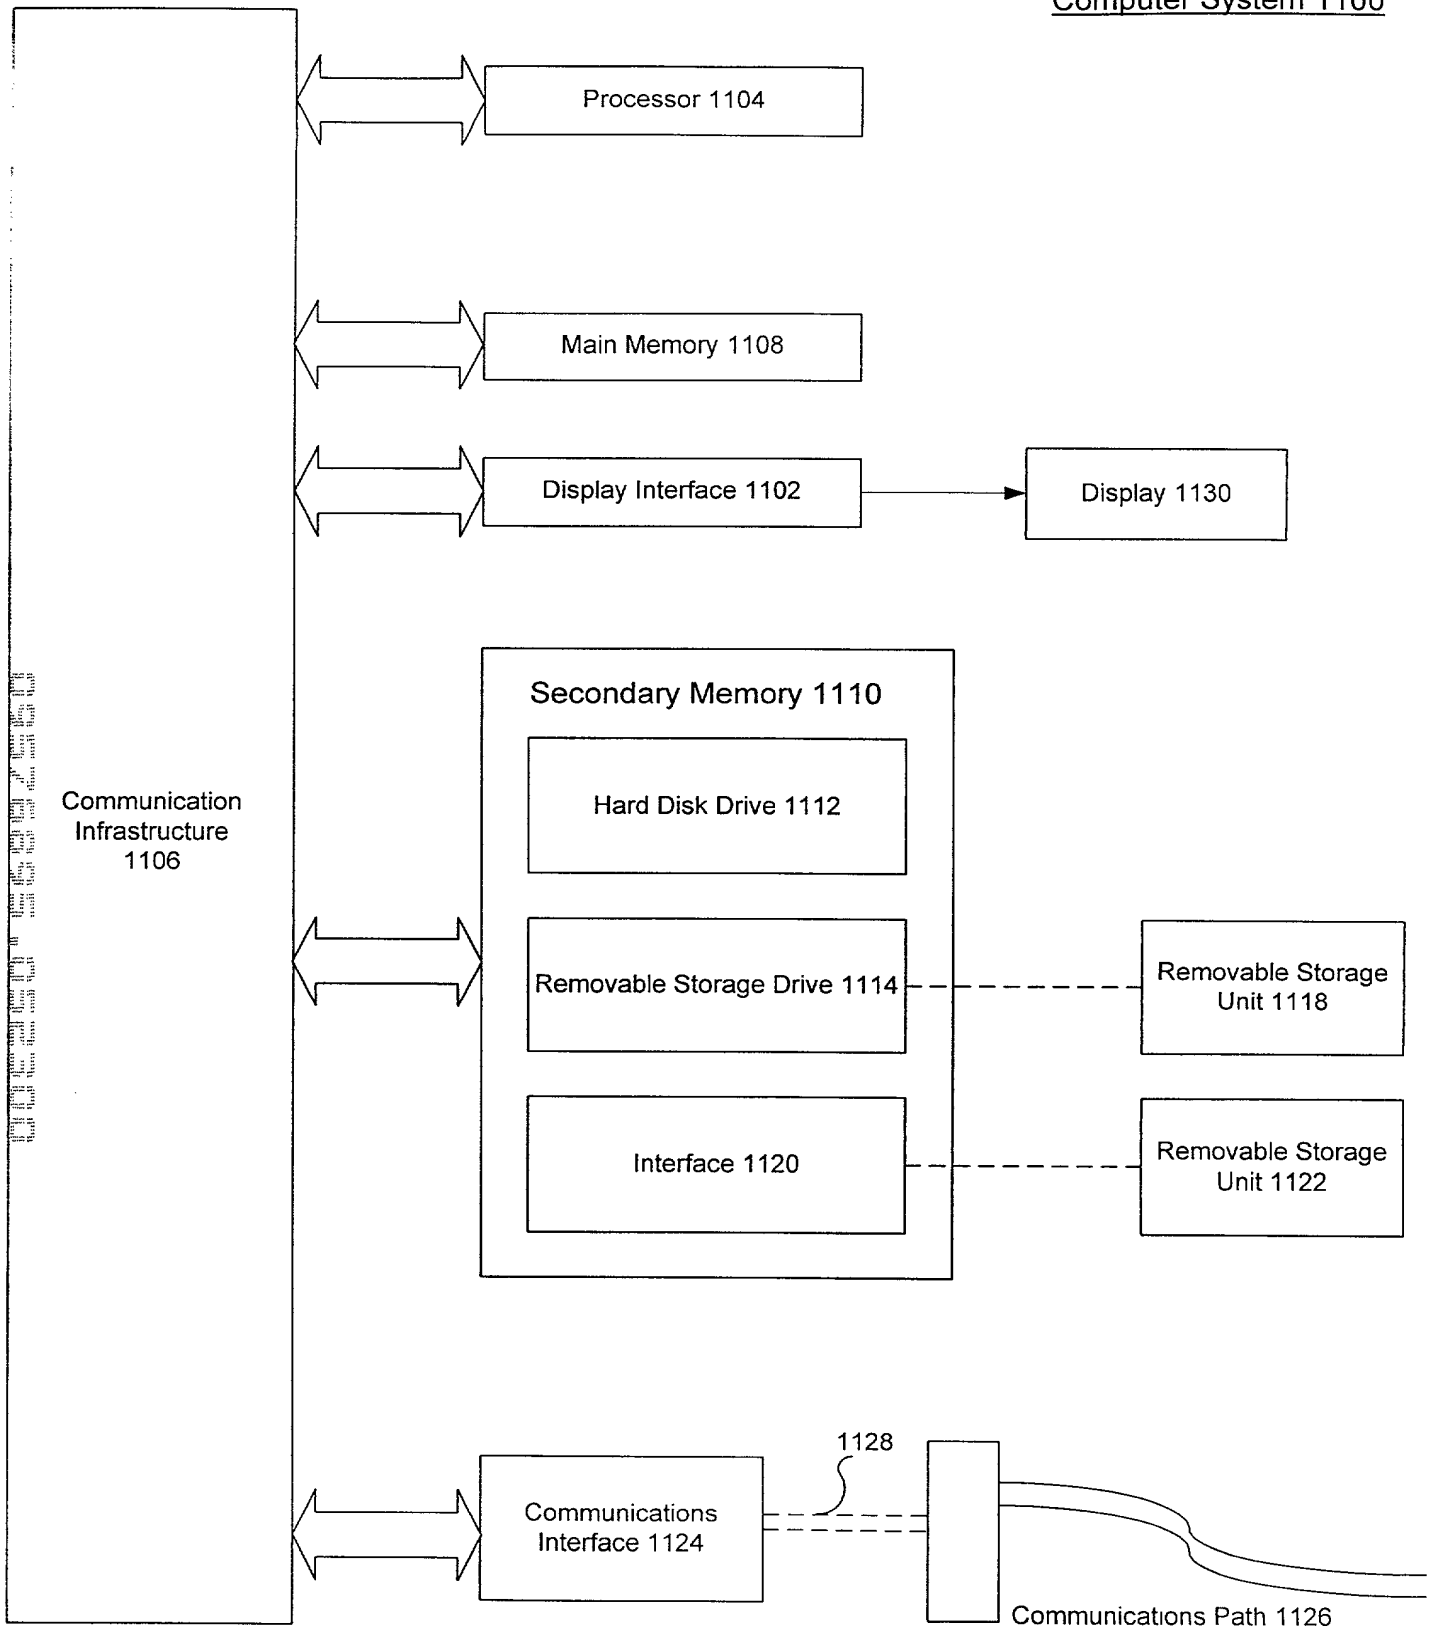 Computer System 1100
Processor 1104
Main Memory 1108
Display Interface 1102
Display 1130
Secondary Memory 1110
Hard Disk Drive 1112
Communication
Infrastructure
1106
Removable Storage Drive 1114
Removable Storage
Unit 1118
Interface 1120
Removable Storage
Unit 1122
1128
Communications
Interface 1124
Communications Path 1126